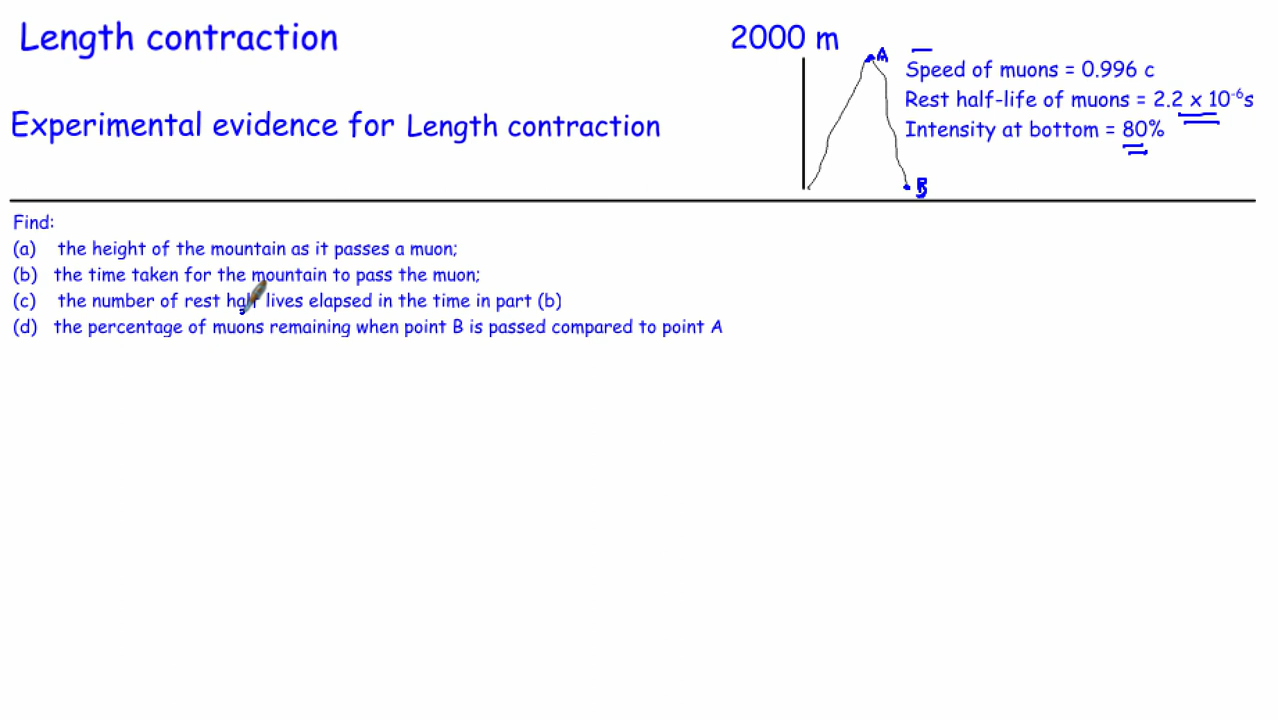 Length contraction
Experimental evidence for Length contraction
2000 m
A
Speed of muons = 0.996 c
Rest half-life of muons = 2.2 x 10⁻⁶s
Intensity at bottom = 80%
B
Find:
(a) the height of the mountain as it passes a muon;
(b) the time taken for the mountain to pass the muon;
(c) the number of rest half lives elapsed in the time in part (b)
(d) the percentage of muons remaining when point B is passed compared to point A